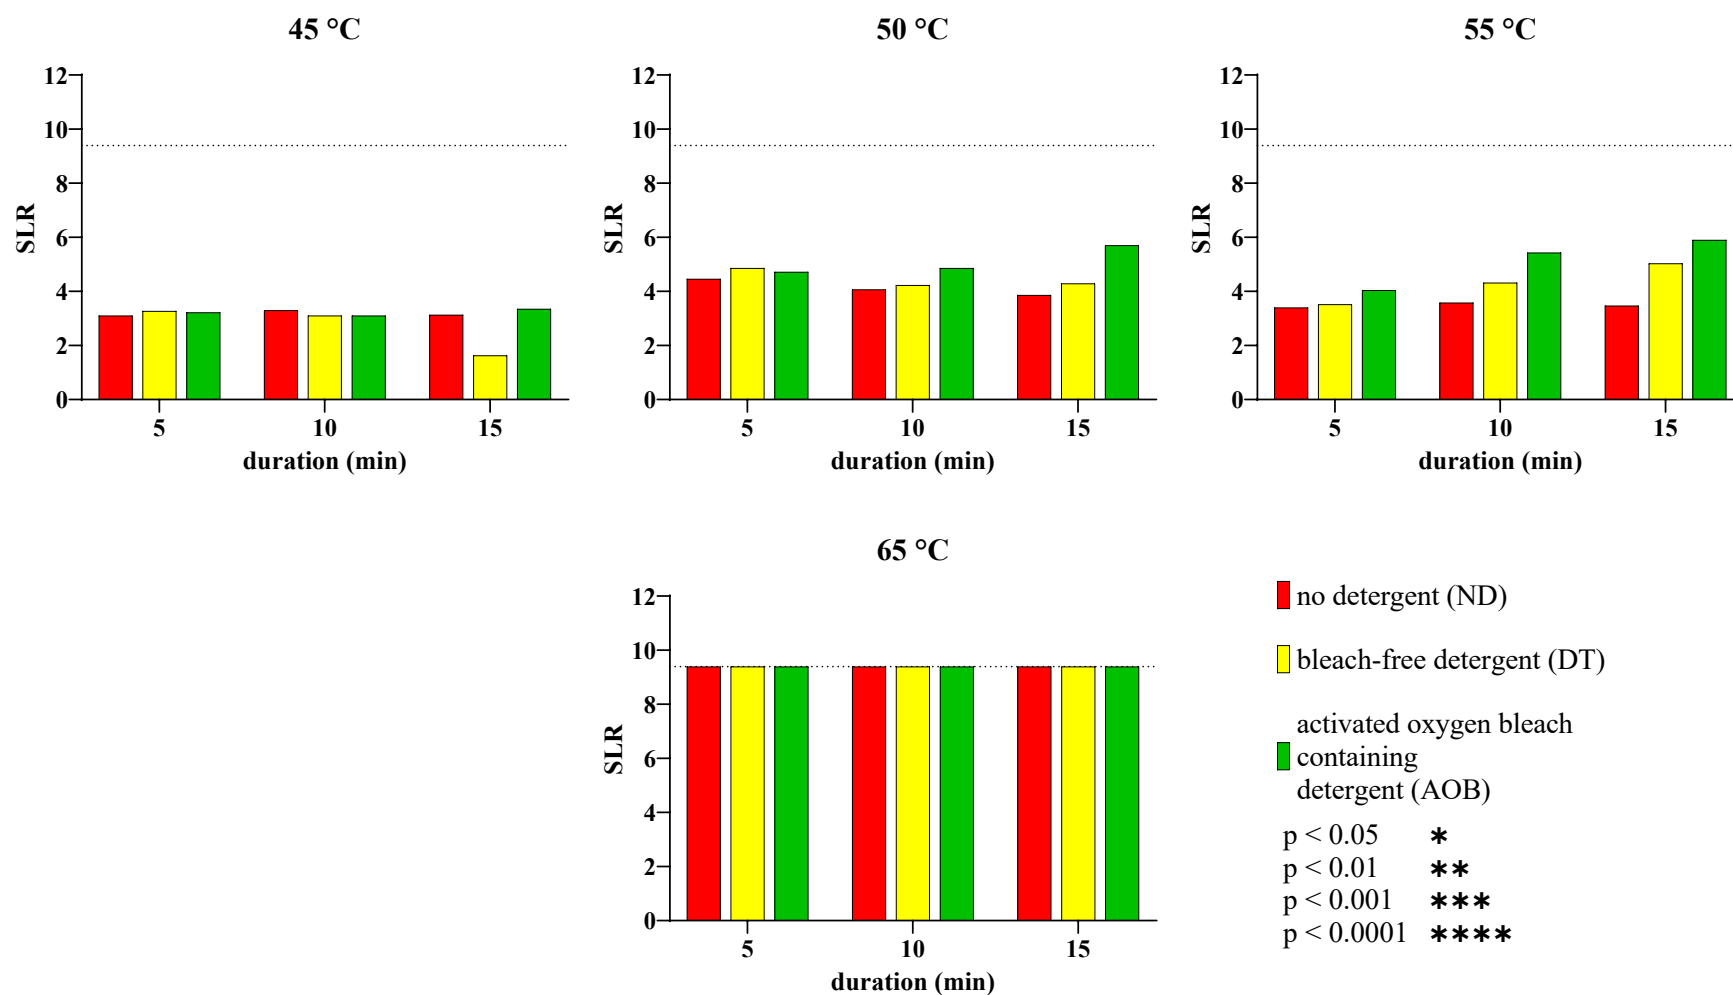 45 °C
50 °C
55 °C
12
10
8
6
4
2
0
SLR
5
10
15
duration (min)
12
10
8
6
4
2
0
SLR
5
10
15
duration (min)
12
10
8
6
4
2
0
SLR
5
10
15
duration (min)
65 °C
12
10
8
6
4
2
0
SLR
5
10
15
duration (min)
no detergent (ND)
bleach-free detergent (DT)
activated oxygen bleach
containing
detergent (AOB)
p < 0.05 *
p < 0.01 **
p < 0.001 ***
p < 0.0001 ****